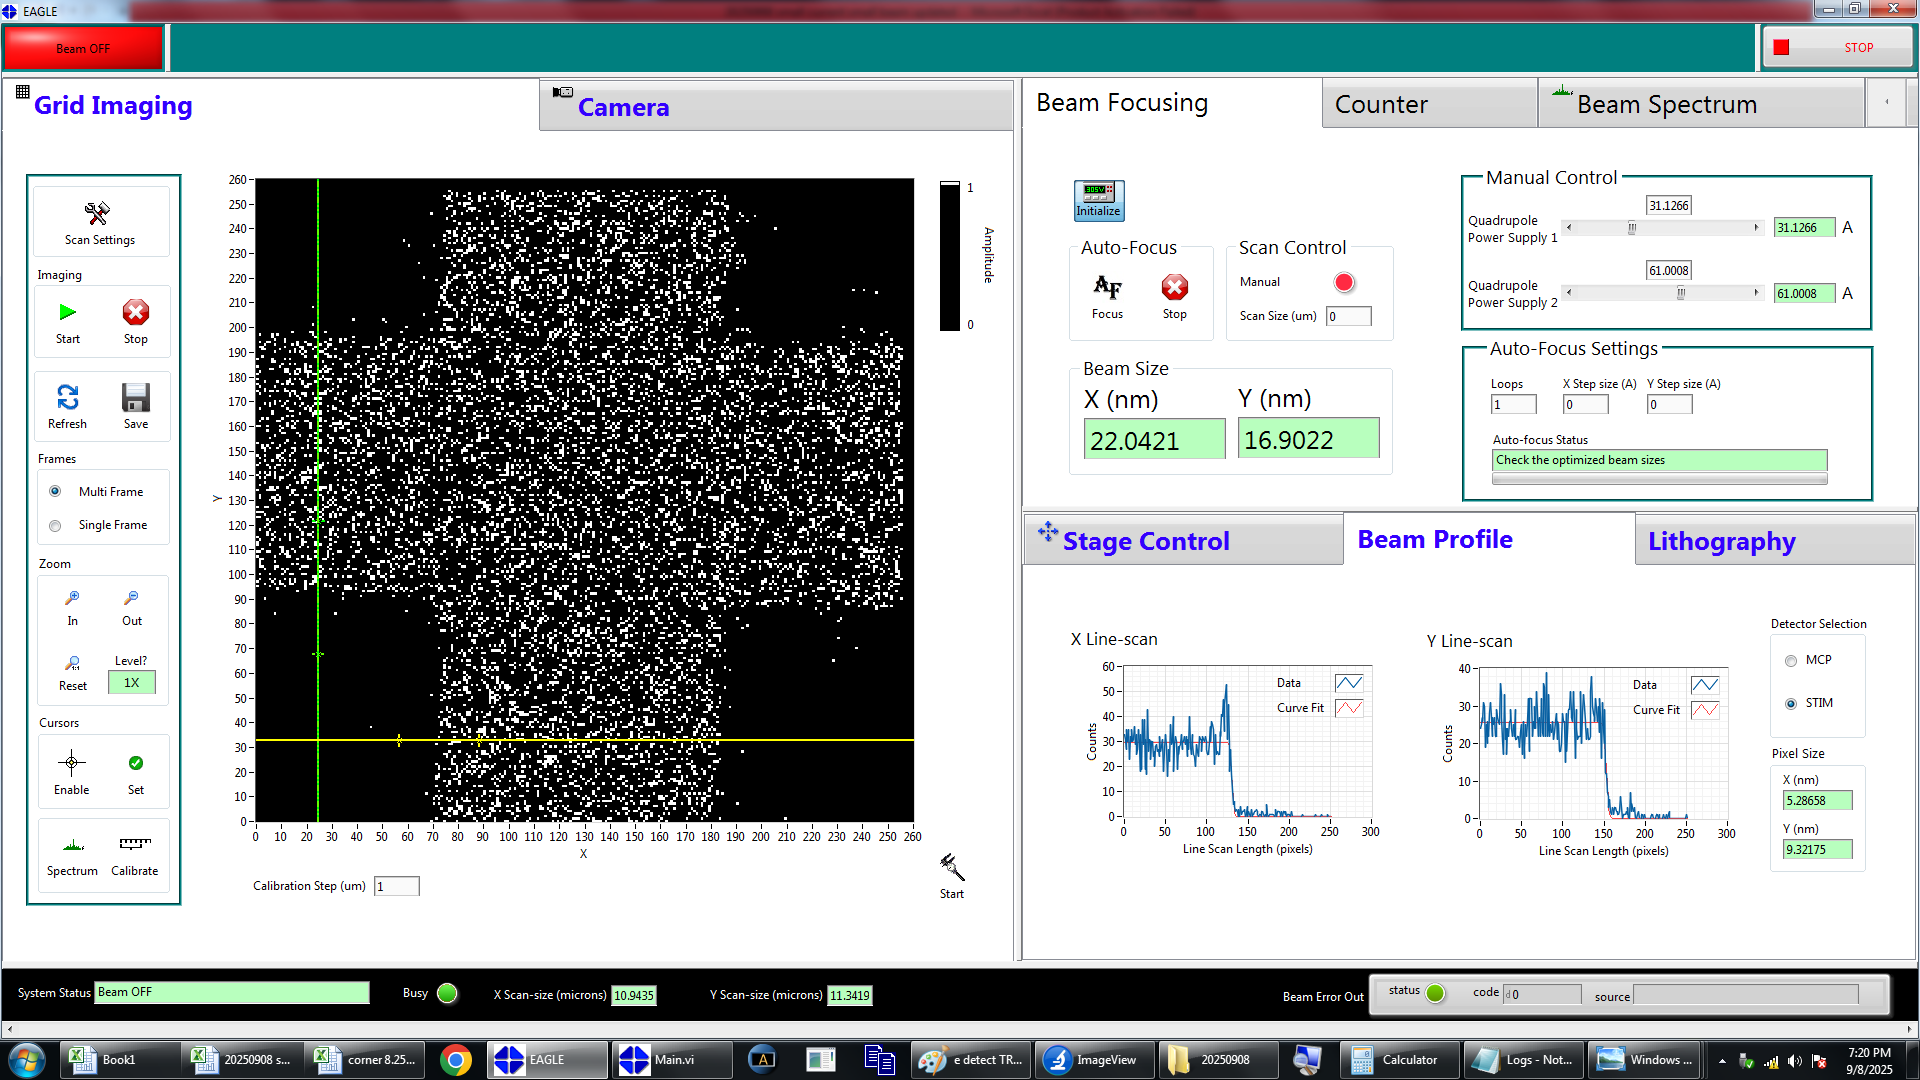 EAGLE
Beam OFF
STOP
Grid Imaging
Camera
Beam Focusing
Counter
Beam Spectrum
Scan Settings
Imaging
Start
Stop
Refresh
Save
Frames
Multi Frame
Single Frame
Zoom
In
Out
Reset
Level?
1X
Cursors
Enable
Set
Spectrum
Calibrate
260
250
240
230
220
210
200
190
180
170
160
150
140
130
120
110
100
90
80
70
60
50
40
30
20
10
0
Y
0 10 20 30 40 50 60 70 80 90 100 110 120 130 140 150 160 170 180 190 200 210 220 230 240 250 260
X
1
0
Amplitude
Calibration Step (um) 1
Start
Initialize
Auto-Focus
Focus
Stop
Scan Control
Manual
Scan Size (um) 0
Beam Size
X (nm)
Y (nm)
22.0421
16.9022
Manual Control
31.1266
Quadrupole
Power Supply 1
31.1266 A
61.0008
Quadrupole
Power Supply 2
61.0008 A
Auto-Focus Settings
Loops
X Step size (A)
Y Step size (A)
1
0
0
Auto-focus Status
Check the optimized beam sizes
Stage Control
Beam Profile
Lithography
X Line-scan
60
50
40
30
20
10
0
Counts
0 50 100 150 200 250 300
Line Scan Length (pixels)
Data
Curve Fit
Y Line-scan
40
30
20
10
0
Counts
0 50 100 150 200 250 300
Line Scan Length (pixels)
Data
Curve Fit
Detector Selection
MCP
STIM
Pixel Size
X (nm)
5.28658
Y (nm)
9.32175
System Status Beam OFF
Busy
X Scan-size (microns) 10.9435
Y Scan-size (microns) 11.3419
Beam Error Out
status
code d 0
source
Book1
20250908 s...
corner 8.25...
EAGLE
Main.vi
e detect TR...
ImageView
20250908
Calculator
Logs - Not...
Windows ...
7:20 PM
9/8/2025